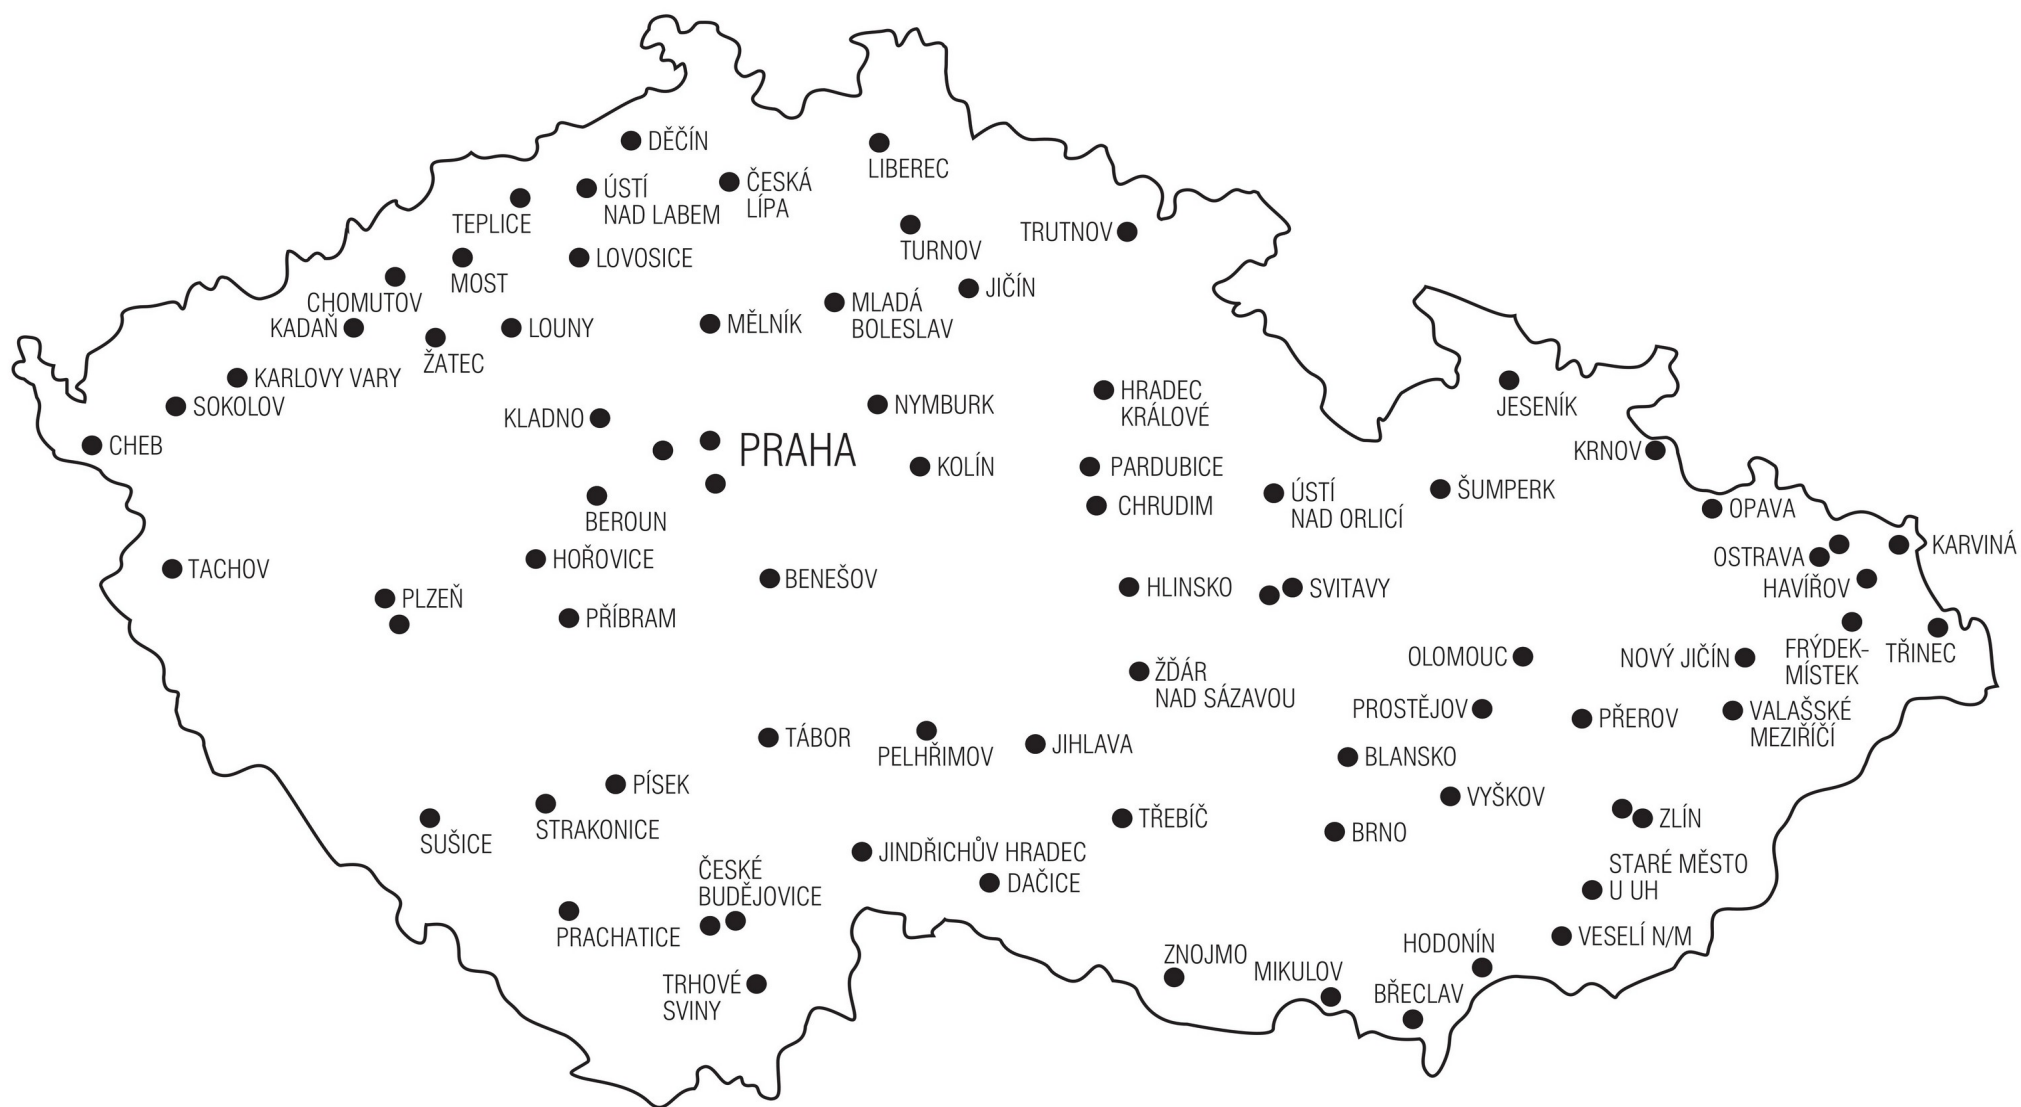 DĚČÍN
LIBEREC
ÚSTÍ
NAD LABEM
ČESKÁ
LÍPA
TEPLICE
TURNOV
TRUTNOV
LOVOSICE
MOST
CHOMUTOV
JIČÍN
MLADÁ
BOLESLAV
KADAŇ
LOUNY
MĚLNÍK
ŽATEC
KARLOVY VARY
SOKOLOV
KLADNO
NYMBURK
HRADEC
KRÁLOVÉ
JESENÍK
CHEB
PRAHA
KRNOV
KOLÍN
PARDUBICE
BEROUN
CHRUDIM
ÚSTÍ
NAD ORLICÍ
ŠUMPERK
OPAVA
HOŘOVICE
OSTRAVA
KARVINÁ
TACHOV
BENEŠOV
HLINSKO
SVITAVY
HAVÍŘOV
PLZEŇ
PŘÍBRAM
OLOMOUC
NOVÝ JIČÍN
FRÝDEK-
MÍSTEK
TŘINEC
ŽĎÁR
NAD SÁZAVOU
PROSTĚJOV
PŘEROV
VALAŠSKÉ
MEZIŘÍČÍ
TÁBOR
PELHŘIMOV
JIHLAVA
BLANSKO
PÍSEK
VYŠKOV
STRAKONICE
SUŠICE
TŘEBÍČ
BRNO
ZLÍN
JINDŘICHŮV HRADEC
DAČICE
STARÉ MĚSTO
U UH
ČESKÉ
BUDĚJOVICE
PRACHATICE
VESELÍ N/M
HODONÍN
ZNOJMO
MIKULOV
BŘECLAV
TRHOVÉ
SVINY